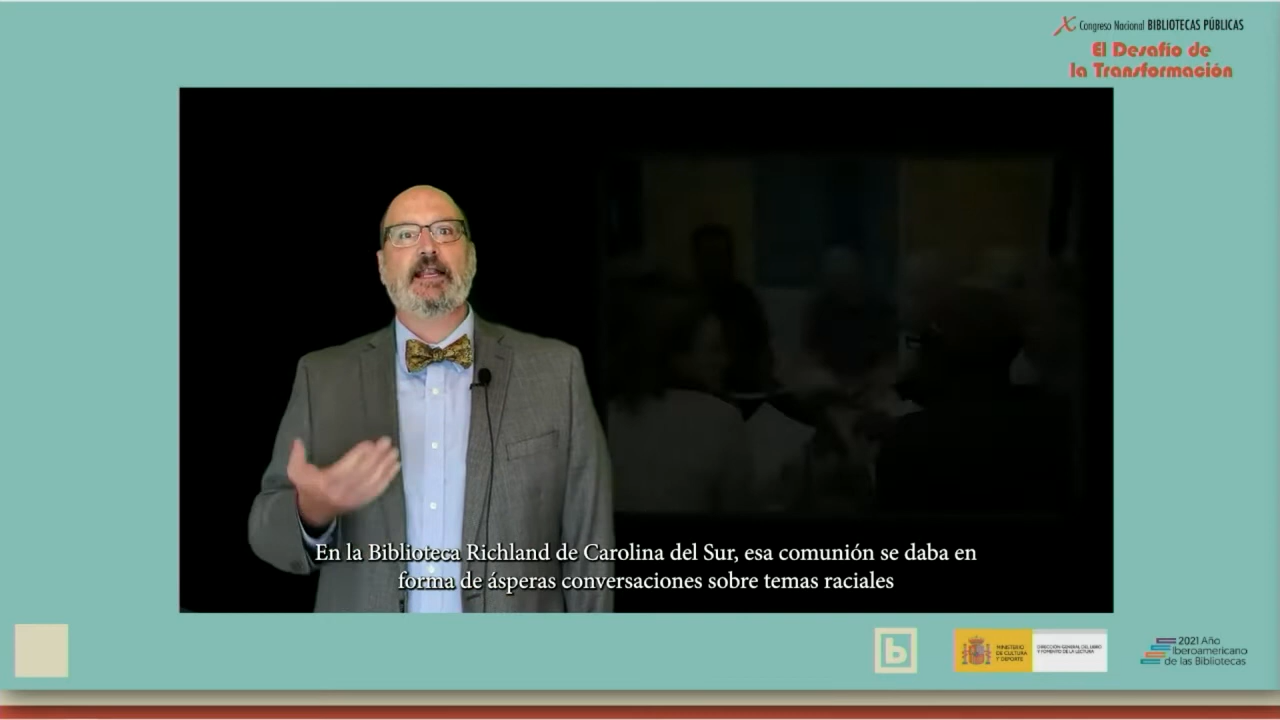 X Congreso Nacional BIBLIOTECAS PÚBLICAS
El Desafío de
la Transformación
En la Biblioteca Richland de Carolina del Sur, esa comunión se daba en
forma de ásperas conversaciones sobre temas raciales
b
MINISTERIO
DE CULTURA
Y DEPORTE
DIRECCIÓN GENERAL DEL LIBRO
Y FOMENTO DE LA LECTURA
2021 Año
Iberoamericano
de las Bibliotecas